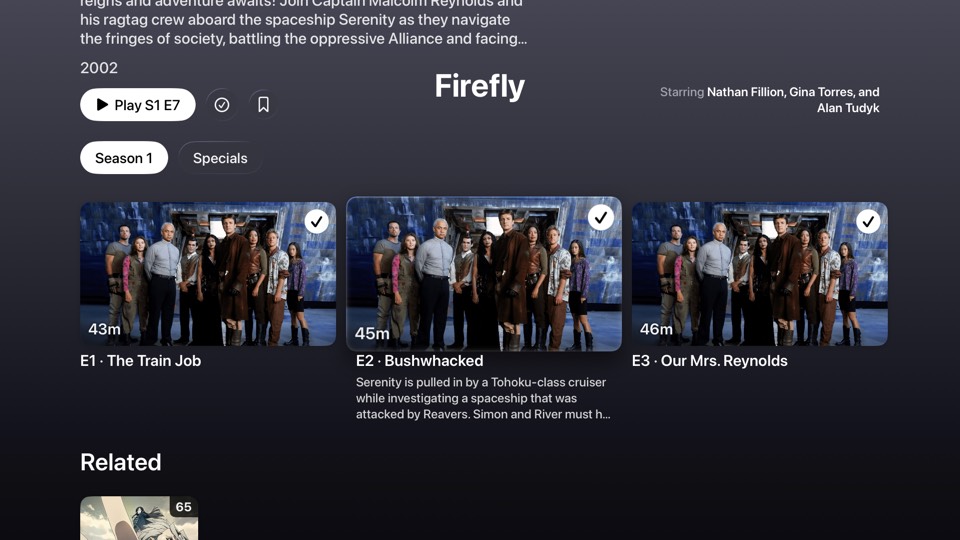 reigns and adventure awaits! Join Captain Malcolm Reynolds and
his ragtag crew aboard the spaceship Serenity as they navigate
the fringes of society, battling the oppressive Alliance and facing...
2002
Firefly
Play S1 E7
Starring Nathan Fillion, Gina Torres, and
Alan Tudyk
Season 1
Specials
43m
45m
46m
E1 · The Train Job
E2 · Bushwhacked
E3 · Our Mrs. Reynolds
Serenity is pulled in by a Tohoku-class cruiser
while investigating a spaceship that was
attacked by Reavers. Simon and River must h...
Related
65